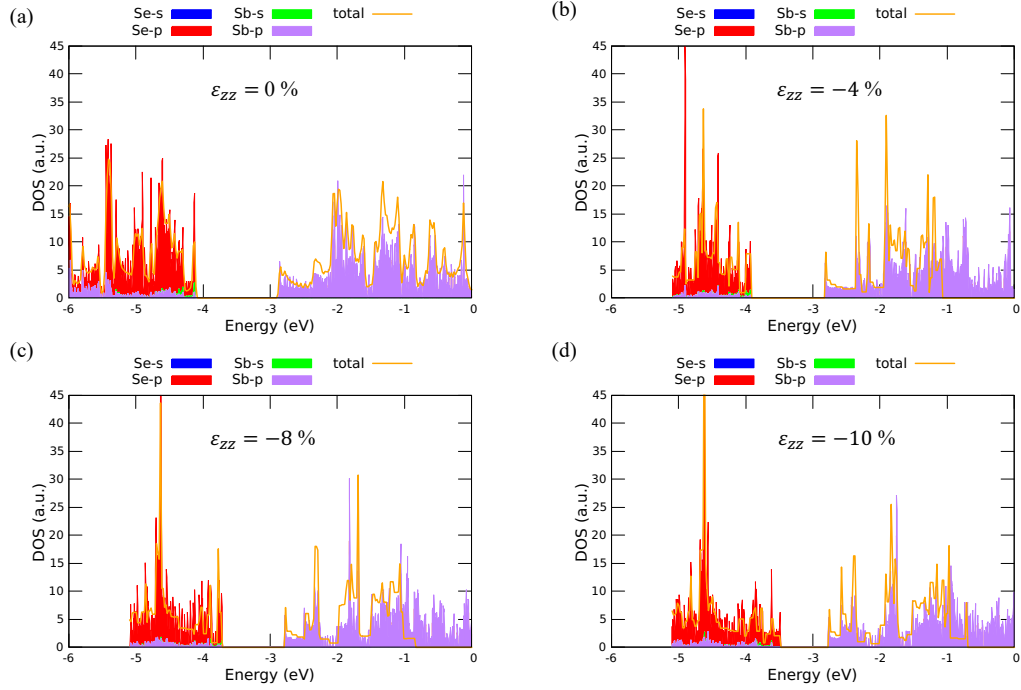 (a)
Se-s Sb-s total
Se-p Sb-p
45
40
35
30
25
20
15
10
5
0
DOS (a.u.)
εzz = 0 %
-6 -5 -4 -3 -2 -1 0
Energy (eV)
(b)
Se-s Sb-s total
Se-p Sb-p
45
40
35
30
25
20
15
10
5
0
DOS (a.u.)
εzz = −4 %
-6 -5 -4 -3 -2 -1 0
Energy (eV)
(c)
Se-s Sb-s total
Se-p Sb-p
45
40
35
30
25
20
15
10
5
0
DOS (a.u.)
εzz = −8 %
-6 -5 -4 -3 -2 -1 0
Energy (eV)
(d)
Se-s Sb-s total
Se-p Sb-p
45
40
35
30
25
20
15
10
5
0
DOS (a.u.)
εzz = −10 %
-6 -5 -4 -3 -2 -1 0
Energy (eV)